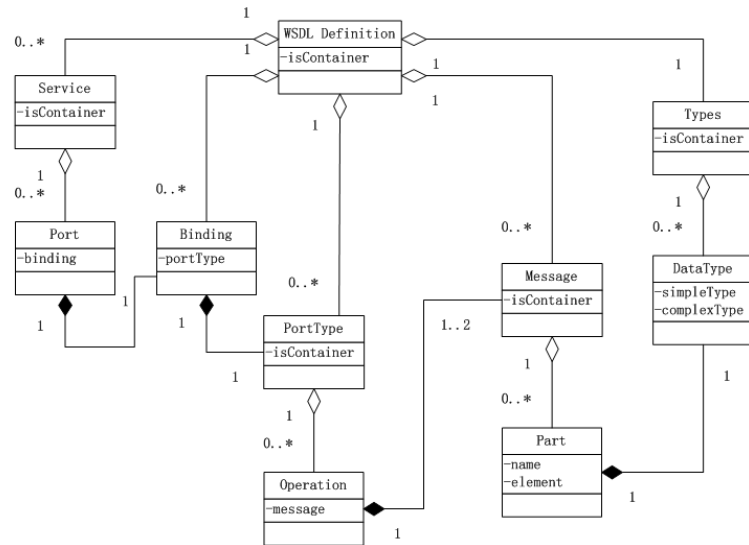 1
WSDL Definition
-isContainer
0..*
1
1
1
1
1
Service
-isContainer
Types
-isContainer
1
0..*
0..*
0..*
1
0..*
Port
-binding
Binding
-portType
Message
-isContainer
DataType
-simpleType
-complexType
0..*
1
1
1
PortType
-isContainer
1..2
1
1
1
1
0..*
0..*
Operation
-message
Part
-name
-element
1
1